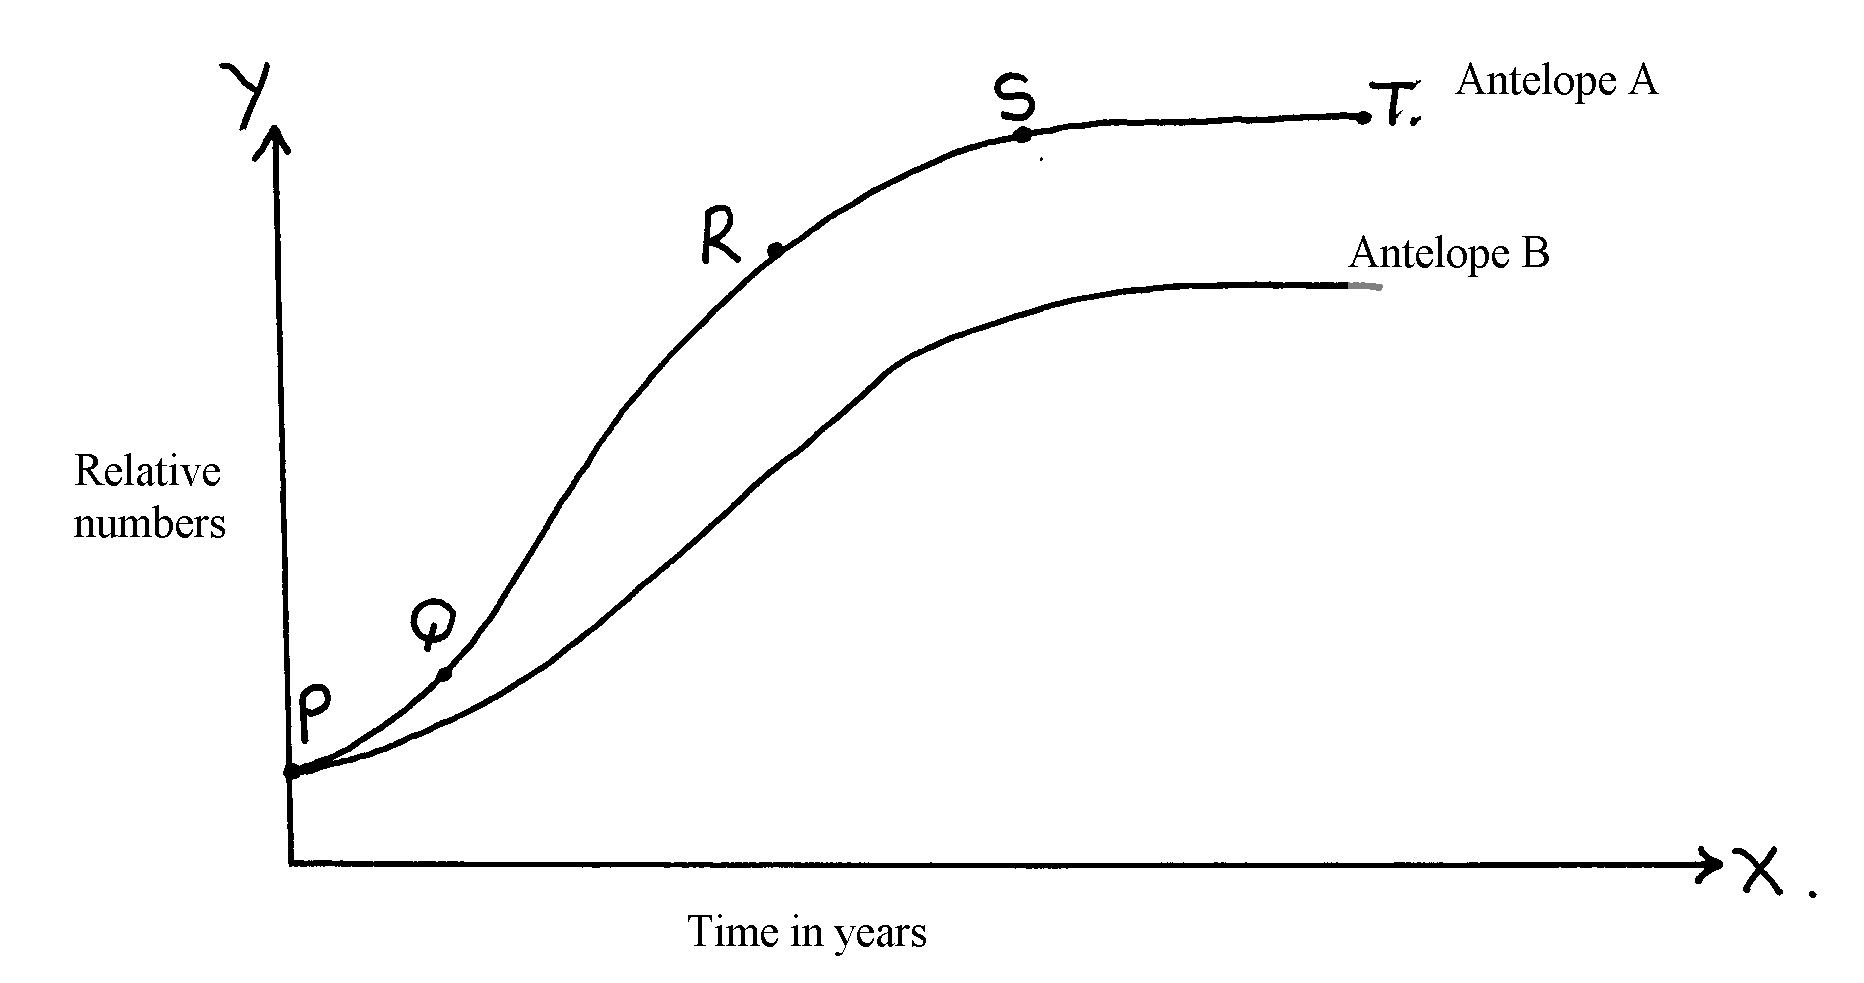 Y
S
T.
Antelope A
R
Antelope B
Relative
numbers
Q
P
X.
Time in years